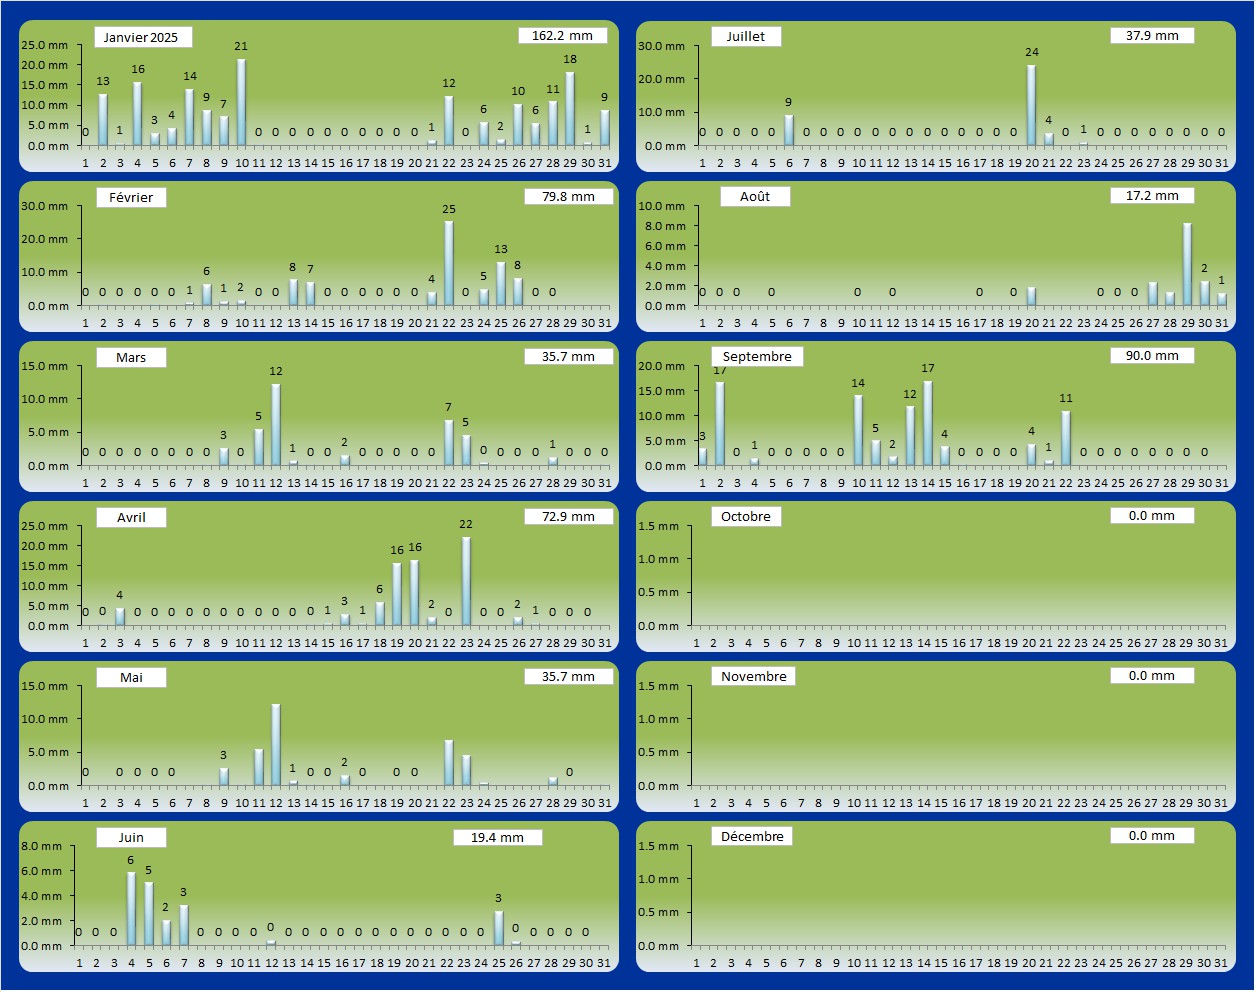 Janvier 2025
162.2 mm
25.0 mm
20.0 mm
15.0 mm
10.0 mm
5.0 mm
0.0 mm
0 13 1 16 3 4 14 9 7 21 0 0 0 0 0 0 0 0 0 0 1 12 0 6 2 10 6 11 18 1 9
1 2 3 4 5 6 7 8 9 10 11 12 13 14 15 16 17 18 19 20 21 22 23 24 25 26 27 28 29 30 31
Février
79.8 mm
30.0 mm
20.0 mm
10.0 mm
0.0 mm
0 0 0 0 0 0 1 6 1 2 0 0 8 7 0 0 0 0 0 0 4 25 0 5 13 8 0 0
1 2 3 4 5 6 7 8 9 10 11 12 13 14 15 16 17 18 19 20 21 22 23 24 25 26 27 28 29 30 31
Mars
35.7 mm
15.0 mm
10.0 mm
5.0 mm
0.0 mm
0 0 0 0 0 0 0 0 3 0 5 12 1 0 0 2 0 0 0 0 0 7 5 0 0 0 0 1 0 0 0
1 2 3 4 5 6 7 8 9 10 11 12 13 14 15 16 17 18 19 20 21 22 23 24 25 26 27 28 29 30 31
Avril
72.9 mm
25.0 mm
20.0 mm
15.0 mm
10.0 mm
5.0 mm
0.0 mm
0 0 4 0 0 0 0 0 0 0 0 0 0 0 1 3 1 6 16 16 2 0 22 0 0 2 1 0 0 0
1 2 3 4 5 6 7 8 9 10 11 12 13 14 15 16 17 18 19 20 21 22 23 24 25 26 27 28 29 30 31
Mai
35.7 mm
15.0 mm
10.0 mm
5.0 mm
0.0 mm
0 0 0 0 0 3 1 0 0 2 0 0 0 0
1 2 3 4 5 6 7 8 9 10 11 12 13 14 15 16 17 18 19 20 21 22 23 24 25 26 27 28 29 30 31
Juin
19.4 mm
8.0 mm
6.0 mm
4.0 mm
2.0 mm
0.0 mm
0 0 0 6 5 2 3 0 0 0 0 0 0 0 0 0 0 0 0 0 0 0 0 0 3 0 0 0 0 0
1 2 3 4 5 6 7 8 9 10 11 12 13 14 15 16 17 18 19 20 21 22 23 24 25 26 27 28 29 30 31
Juillet
37.9 mm
30.0 mm
20.0 mm
10.0 mm
0.0 mm
0 0 0 0 0 9 0 0 0 0 0 0 0 0 0 0 0 0 0 24 4 0 1 0 0 0 0 0 0 0 0
1 2 3 4 5 6 7 8 9 10 11 12 13 14 15 16 17 18 19 20 21 22 23 24 25 26 27 28 29 30 31
Août
17.2 mm
10.0 mm
8.0 mm
6.0 mm
4.0 mm
2.0 mm
0.0 mm
0 0 0 0 0 0 0 0 0 0 0 2 1
1 2 3 4 5 6 7 8 9 10 11 12 13 14 15 16 17 18 19 20 21 22 23 24 25 26 27 28 29 30 31
Septembre
90.0 mm
20.0 mm
15.0 mm
10.0 mm
5.0 mm
0.0 mm
3 17 0 1 0 0 0 0 0 14 5 2 12 17 4 0 0 0 0 4 1 11 0 0 0 0 0 0 0 0
1 2 3 4 5 6 7 8 9 10 11 12 13 14 15 16 17 18 19 20 21 22 23 24 25 26 27 28 29 30 31
Octobre
0.0 mm
1.5 mm
1.0 mm
0.5 mm
0.0 mm
1 2 3 4 5 6 7 8 9 10 11 12 13 14 15 16 17 18 19 20 21 22 23 24 25 26 27 28 29 30 31
Novembre
0.0 mm
1.5 mm
1.0 mm
0.5 mm
0.0 mm
1 2 3 4 5 6 7 8 9 10 11 12 13 14 15 16 17 18 19 20 21 22 23 24 25 26 27 28 29 30 31
Décembre
0.0 mm
1.5 mm
1.0 mm
0.5 mm
0.0 mm
1 2 3 4 5 6 7 8 9 10 11 12 13 14 15 16 17 18 19 20 21 22 23 24 25 26 27 28 29 30 31